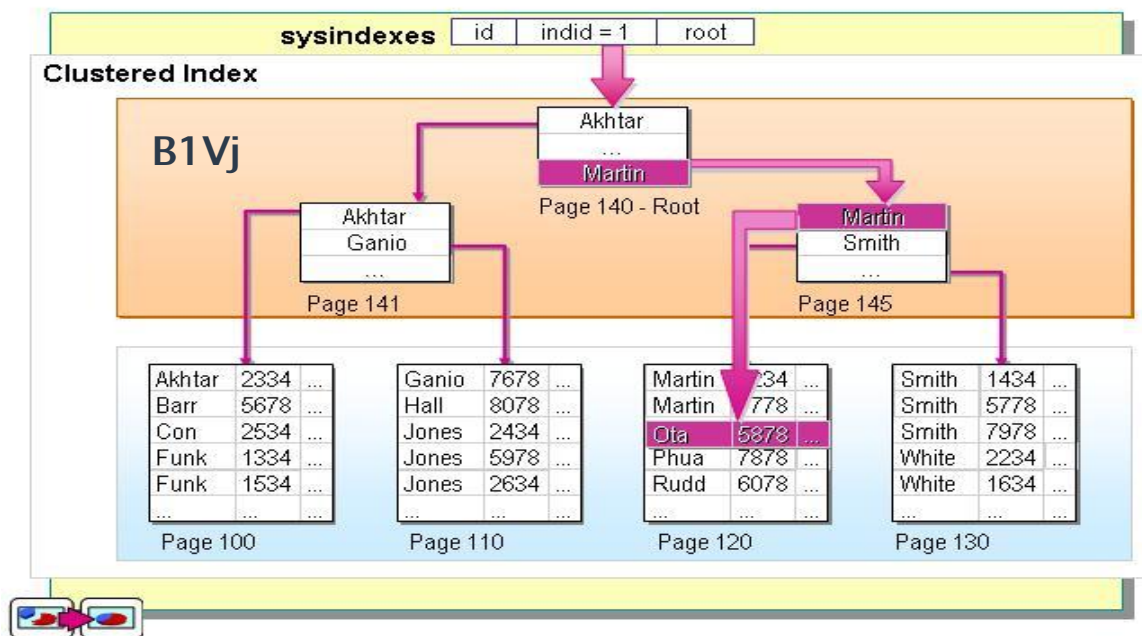 sysindexes id indid = 1 root
Clustered Index
B1Vj
Akhtar
...
Martin
Page 140 - Root
Akhtar
Ganio
...
Page 141
Martin
Smith
...
Page 145
Akhtar 2334 ...
Barr 5678 ...
Con 2534 ...
Funk 1334 ...
Funk 1534 ...
... ... ...
Page 100
Ganio 7678 ...
Hall 8078 ...
Jones 2434 ...
Jones 5978 ...
Jones 2634 ...
... ... ...
Page 110
Martin 234 ...
Martin 778 ...
Ota 5878 ...
Phua 7878 ...
Rudd 6078 ...
... ... ...
Page 120
Smith 1434 ...
Smith 5778 ...
Smith 7978 ...
White 2234 ...
White 1634 ...
... ... ...
Page 130